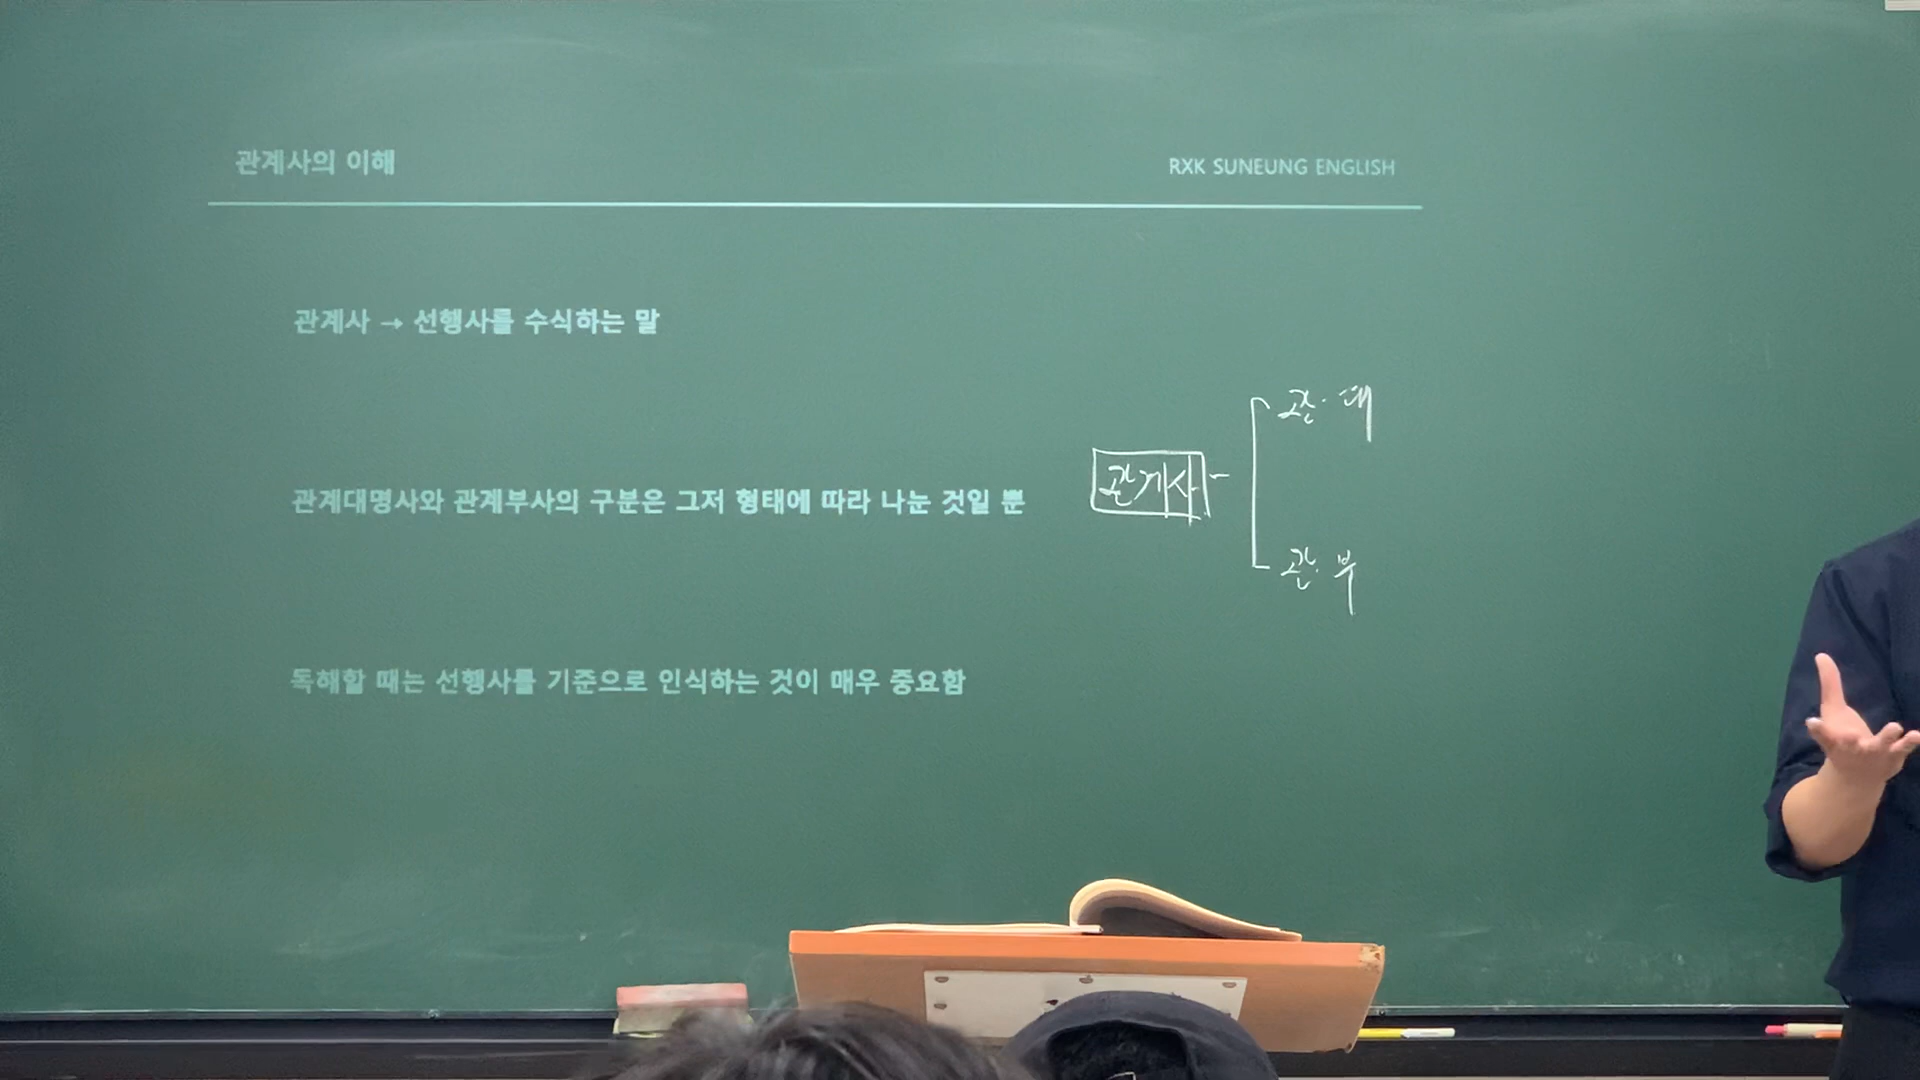 관계사의 이해
RXK SUNEUNG ENGLISH
관계사 → 선행사를 수식하는 말
관계대명사와 관계부사의 구분은 그저 형태에 따라 나눈 것일 뿐
독해할 때는 선행사를 기준으로 인식하는 것이 매우 중요함
관계사
관·대
관·부